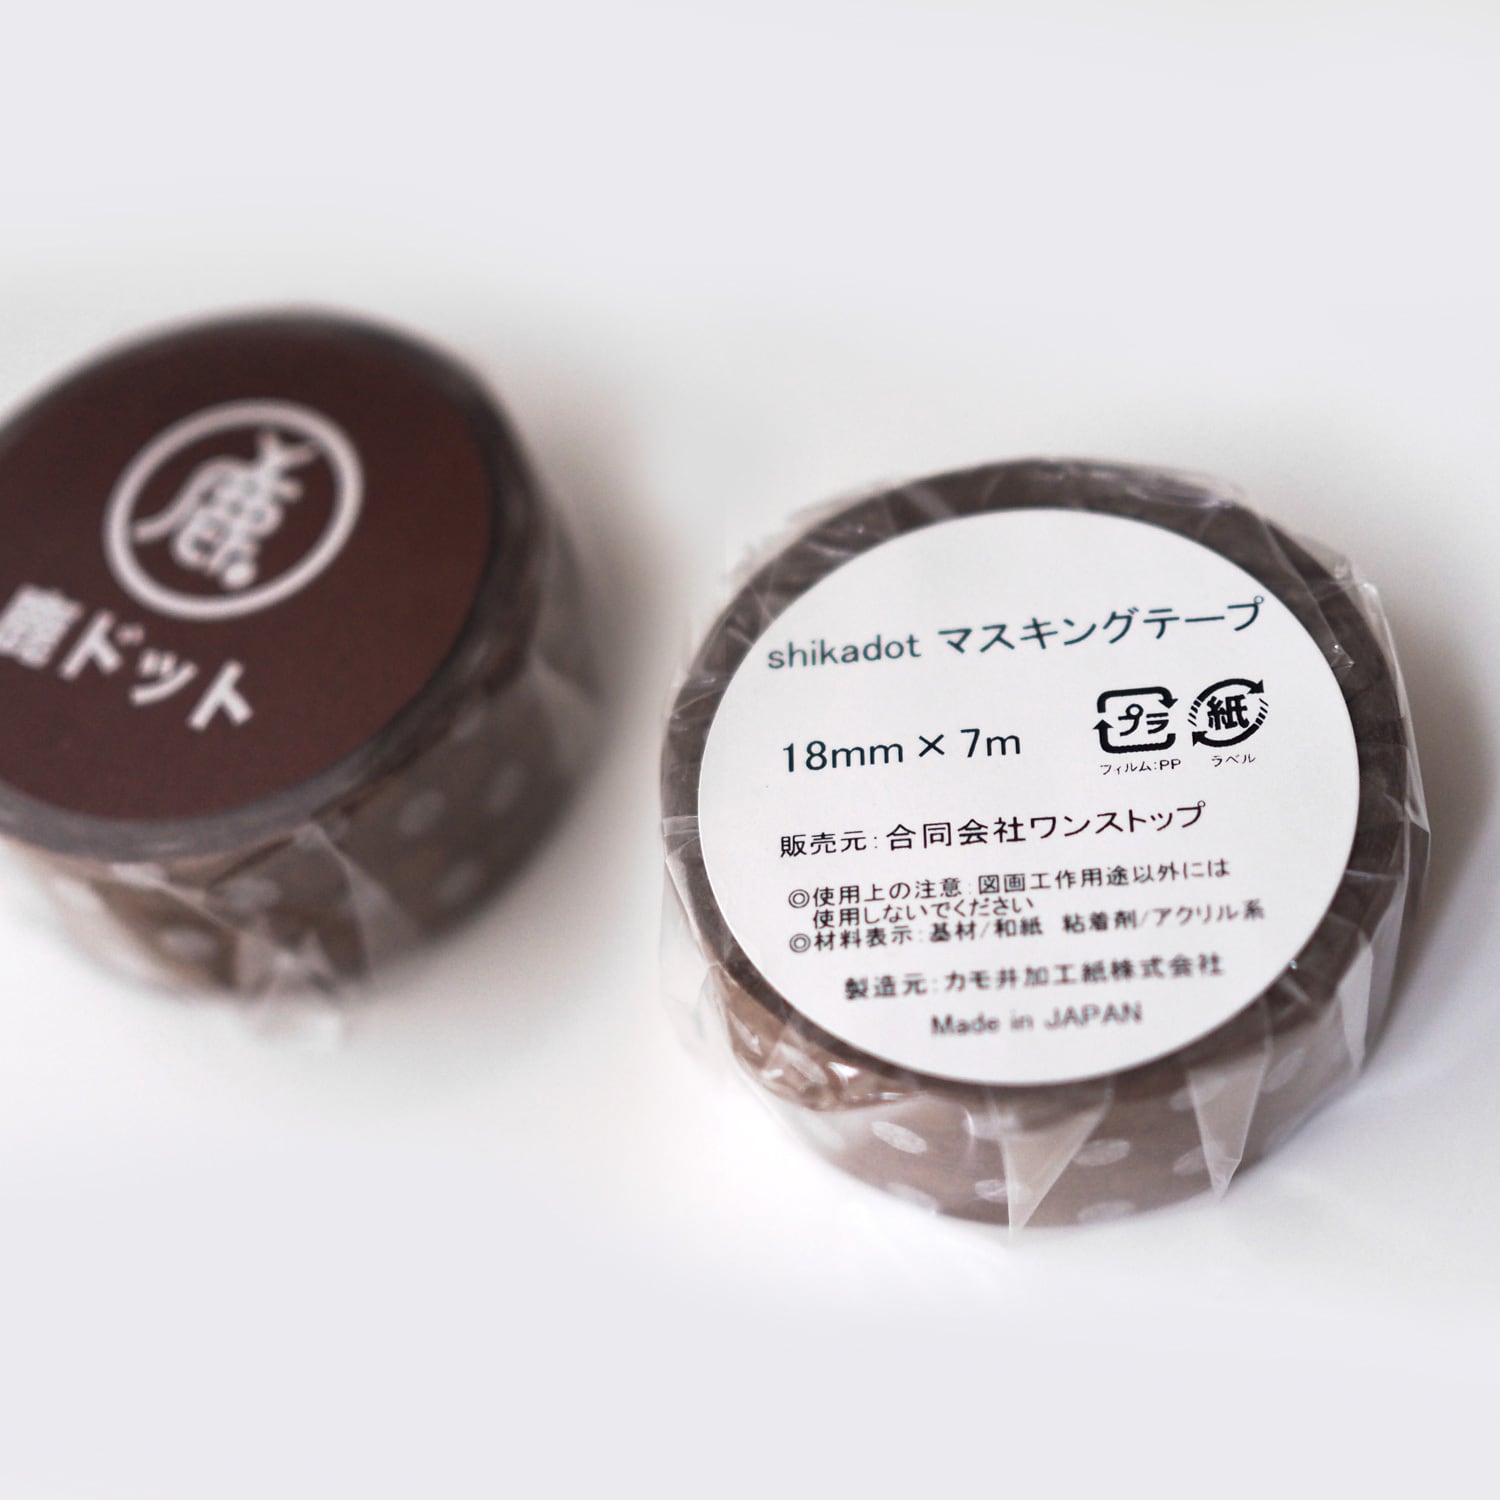 鹿
鹿ドット
shikadot マスキングテープ
18mm × 7m
プラ 紙
フィルム:PP ラベル
販売元:合同会社ワンストップ
◎使用上の注意:図画工作用途以外には
使用しないでください
◎材料表示:基材/和紙 粘着剤/アクリル系
製造元:カモ井加工紙株式会社
Made in JAPAN